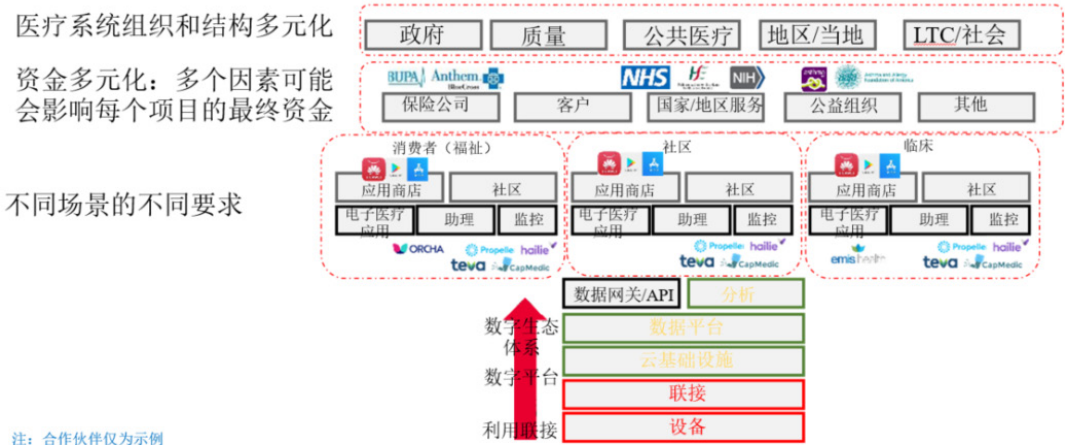 医疗系统组织和结构多元化
政府
质量
公共医疗
地区/当地
LTC/社会
资金多元化：多个因素可能
会影响每个项目的最终资金
BUPA
Anthem.
BlueCross
NHS
NIH
保险公司
客户
国家/地区服务
公益组织
其他
不同场景的不同要求
消费者（福祉）
应用商店
社区
电子医疗
应用
助理
监控
ORCHA
Propeller
hailie
teva
CapMedic
社区
应用商店
社区
电子医疗
应用
助理
监控
Propeller
hailie
teva
CapMedic
临床
应用商店
社区
电子医疗
应用
助理
监控
emis health
Propeller
hailie
teva
CapMedic
数据网关/API
分析
数字生态
体系
数据平台
云基础设施
数字平台
联接
利用联接
设备
注：合作伙伴仅为示例